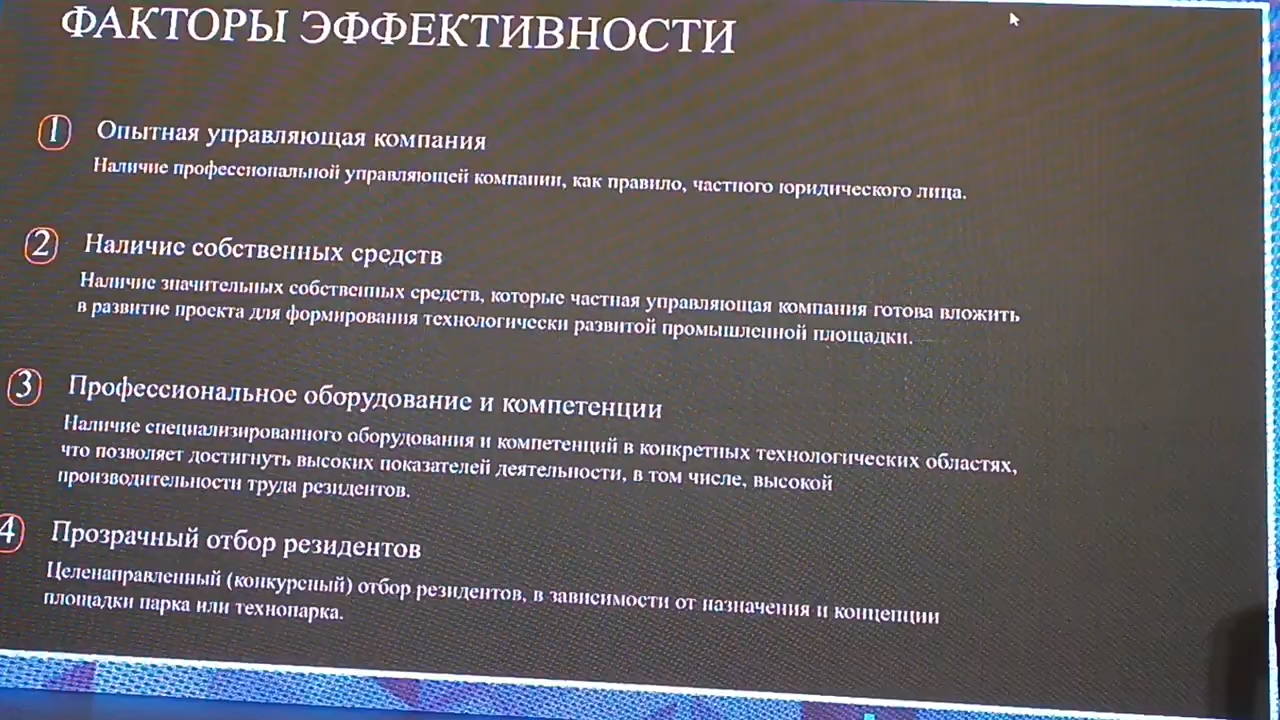 ФАКТОРЫ ЭФФЕКТИВНОСТИ
1 Опытная управляющая компания
Наличие профессиональной управляющей компании, как правило, частного юридического лица.
2 Наличие собственных средств
Наличие значительных собственных средств, которые частная управляющая компания готова вложить
в развитие проекта для формирования технологически развитой промышленной площадки.
3 Профессиональное оборудование и компетенции
Наличие специализированного оборудования и компетенций в конкретных технологических областях,
что позволяет достигнуть высоких показателей деятельности, в том числе, высокой
производительности труда резидентов.
4 Прозрачный отбор резидентов
Целенаправленный (конкурсный) отбор резидентов, в зависимости от назначения и концепции
площадки парка или технопарка.